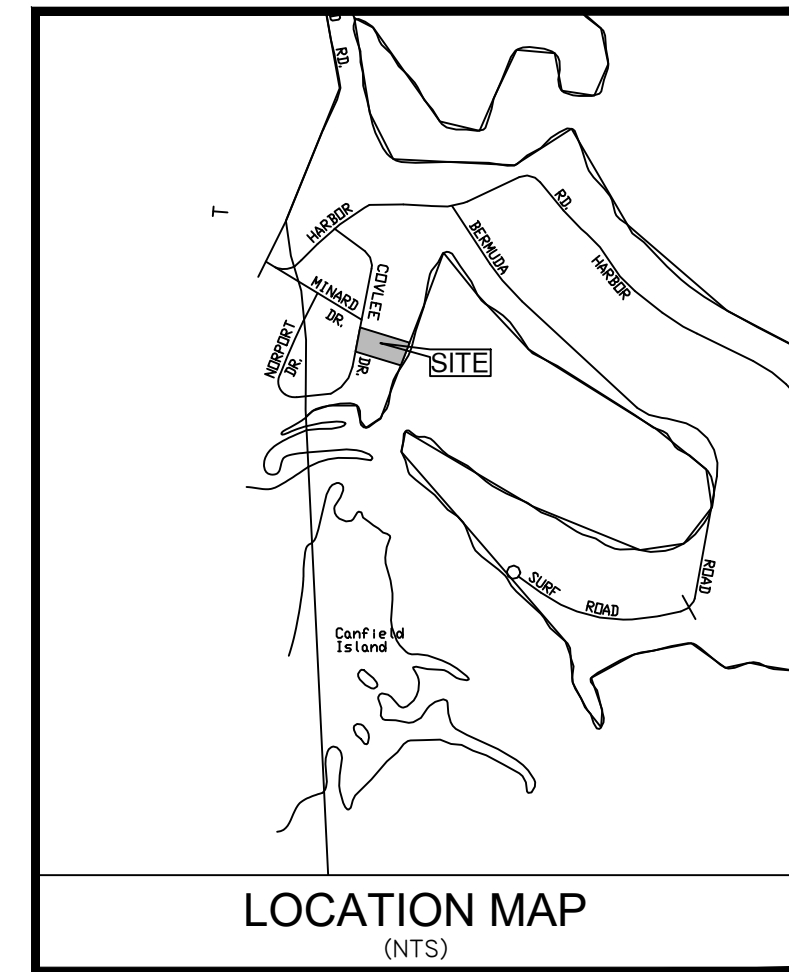 RD.
T
HARBOR
RD.
HARBOR
BERMUDA
COVLEE
DR.
MINARD
DR.
NORPORT
DR.
SITE
SURF
ROAD
ROAD
Canfield
Island
LOCATION MAP
(NTS)